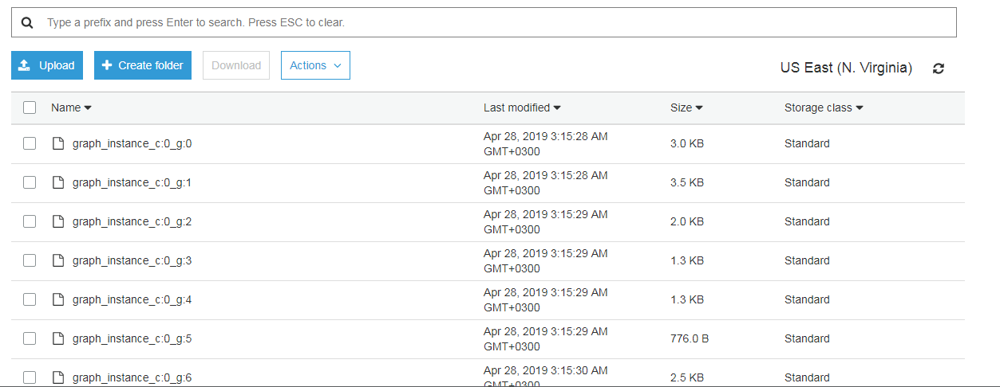 Type a prefix and press Enter to search. Press ESC to clear.
Upload Create folder Download Actions US East (N. Virginia)
Name Last modified Size Storage class
graph_instance_c:0_g:0 Apr 28, 2019 3:15:28 AM GMT+0300 3.0 KB Standard
graph_instance_c:0_g:1 Apr 28, 2019 3:15:28 AM GMT+0300 3.5 KB Standard
graph_instance_c:0_g:2 Apr 28, 2019 3:15:29 AM GMT+0300 2.0 KB Standard
graph_instance_c:0_g:3 Apr 28, 2019 3:15:29 AM GMT+0300 1.3 KB Standard
graph_instance_c:0_g:4 Apr 28, 2019 3:15:29 AM GMT+0300 1.3 KB Standard
graph_instance_c:0_g:5 Apr 28, 2019 3:15:29 AM GMT+0300 776.0 B Standard
graph_instance_c:0_g:6 Apr 28, 2019 3:15:30 AM GMT+0300 2.5 KB Standard